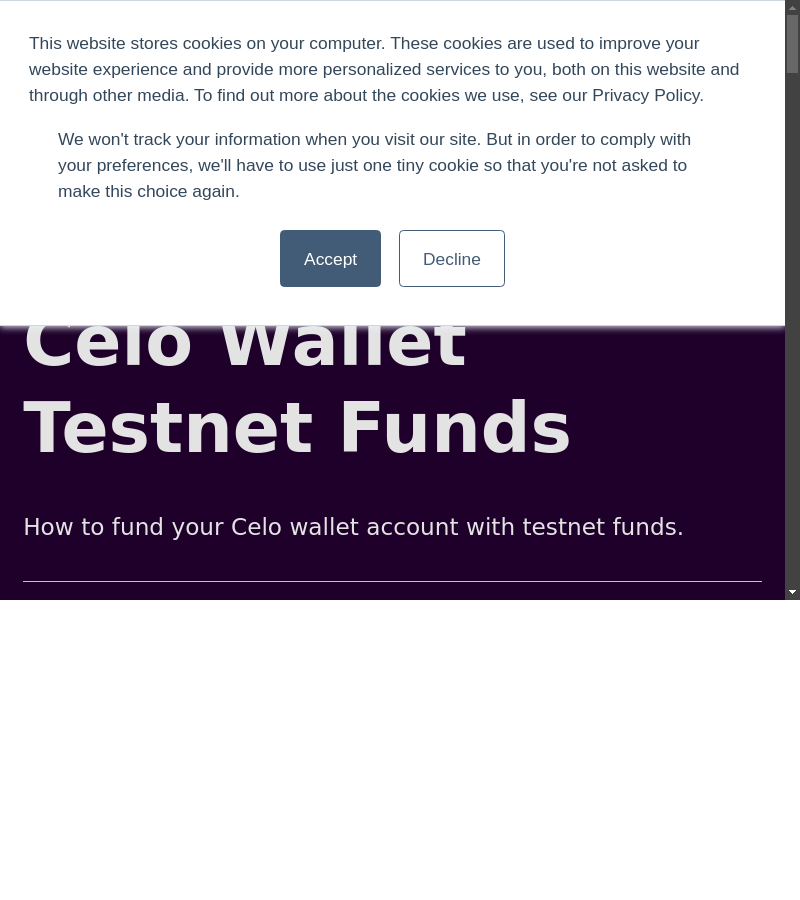 This website stores cookies on your computer. These cookies are used to improve your
website experience and provide more personalized services to you, both on this website and
through other media. To find out more about the cookies we use, see our Privacy Policy.
We won't track your information when you visit our site. But in order to comply with
your preferences, we'll have to use just one tiny cookie so that you're not asked to
make this choice again.
Accept Decline
Celo Wallet
Testnet Funds
How to fund your Celo wallet account with testnet funds.